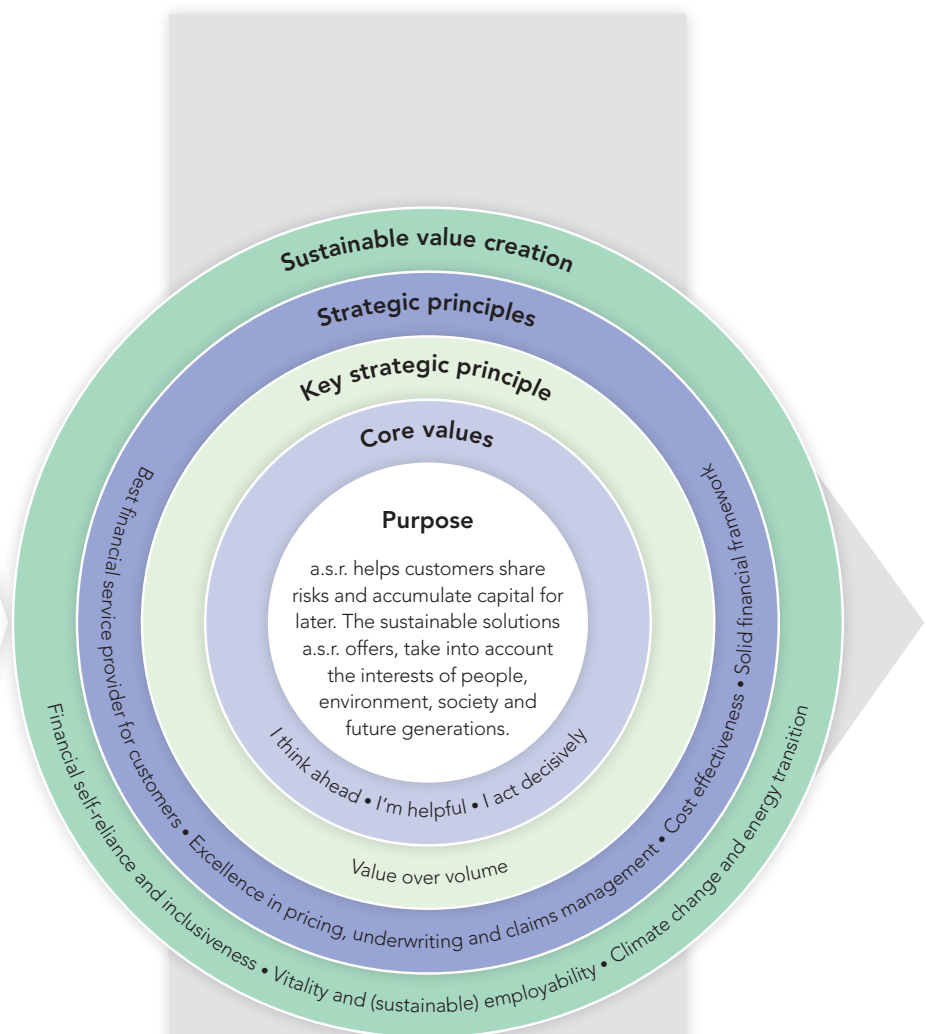 Sustainable value creation
Strategic principles
Key strategic principle
Core values
Purpose
a.s.r. helps customers share
risks and accumulate capital for
later. The sustainable solutions
a.s.r. offers, take into account
the interests of people,
environment, society and
future generations.
I think ahead • I'm helpful • I act decisively
Value over volume
Best financial service provider for customers • Excellence in pricing, underwriting and claims management • Cost effectiveness • Solid financial framework
Financial self-reliance and inclusiveness • Vitality and (sustainable) employability • Climate change and energy transition